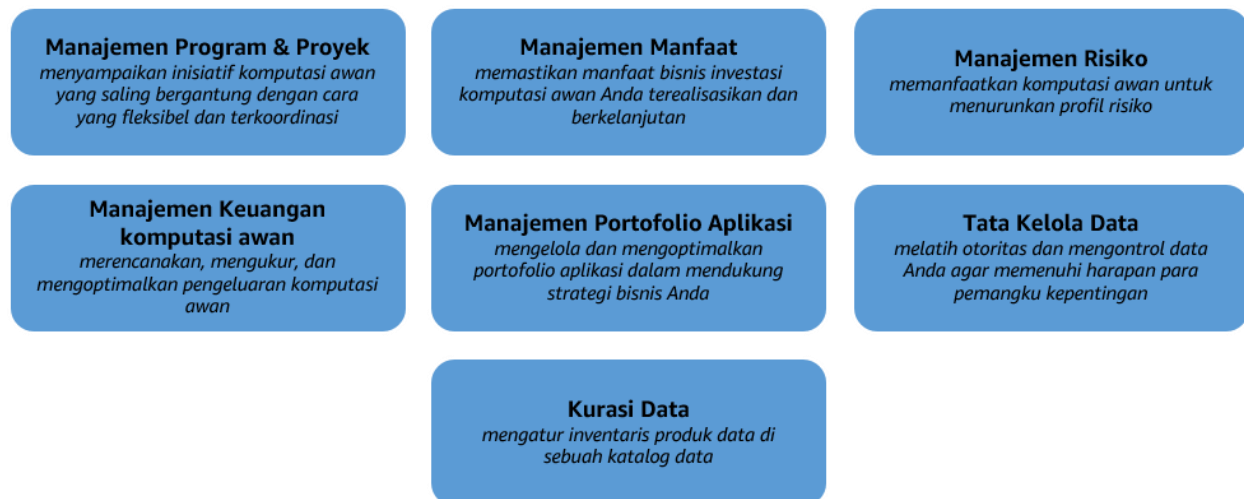 Manajemen Program & Proyek
menyampaikan inisiatif komputasi awan
yang saling bergantung dengan cara
yang fleksibel dan terkoordinasi
Manajemen Manfaat
memastikan manfaat bisnis investasi
komputasi awan Anda terealisasikan dan
berkelanjutan
Manajemen Risiko
memanfaatkan komputasi awan untuk
menurunkan profil risiko
Manajemen Keuangan
komputasi awan
merencanakan, mengukur, dan
mengoptimalkan pengeluaran komputasi
awan
Manajemen Portofolio Aplikasi
mengelola dan mengoptimalkan
portofolio aplikasi dalam mendukung
strategi bisnis Anda
Tata Kelola Data
melatih otoritas dan mengontrol data
Anda agar memenuhi harapan para
pemangku kepentingan
Kurasi Data
mengatur inventaris produk data di
sebuah katalog data